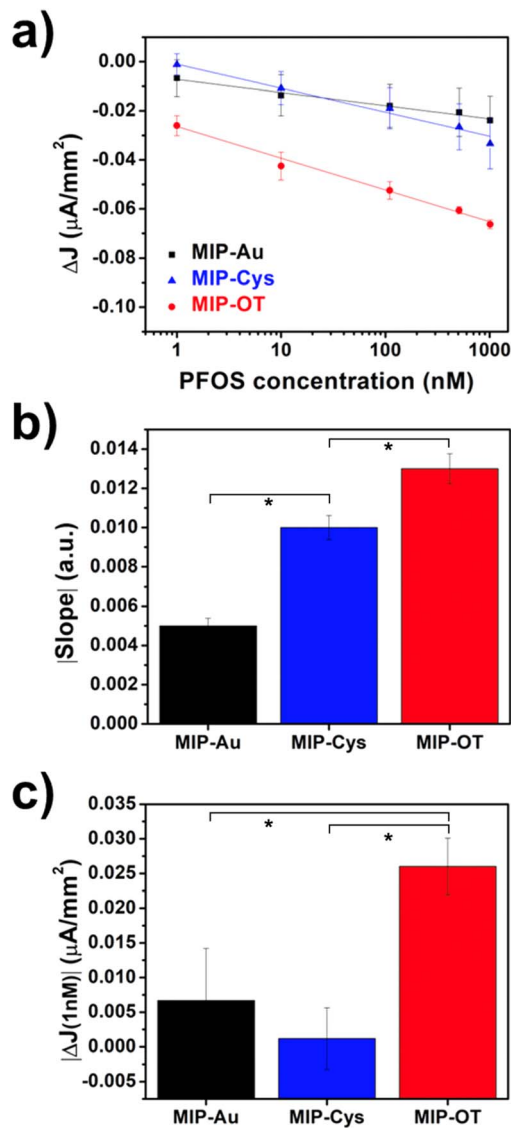 a)
0.00
-0.02
-0.04
-0.06
-0.08
-0.10
ΔJ (μA/mm²)
MIP-Au
MIP-Cys
MIP-OT
1 10 100 1000
PFOS concentration (nM)
b)
0.014
0.012
0.010
0.008
0.006
0.004
0.002
0.000
|Slope| (a.u.)
*
*
MIP-Au MIP-Cys MIP-OT
c)
0.035
0.030
0.025
0.020
0.015
0.010
0.005
0.000
-0.005
|ΔJ(1nM)| (μA/mm²)
*
*
MIP-Au MIP-Cys MIP-OT